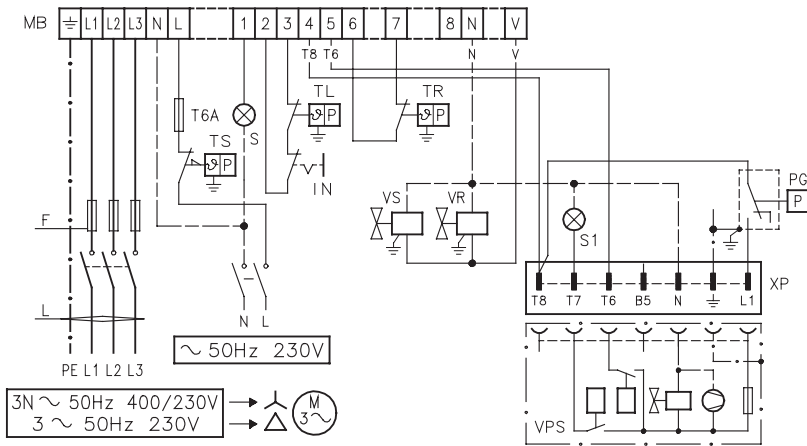 MB ⏚ L1 L2 L3 N L 1 2 3 4 5 6 7 8 N V
T8 T6 N V
T6A S TL TR
ϑ P ϑ P
TS
ϑ P
IN
PG
P
VS VR
F
S1
XP
T8 T7 T6 B5 N ⏚ L1
L
N L
~ 50Hz 230V
PE L1 L2 L3
3N ~ 50Hz 400/230V
3 ~ 50Hz 230V
M
3~
VPS